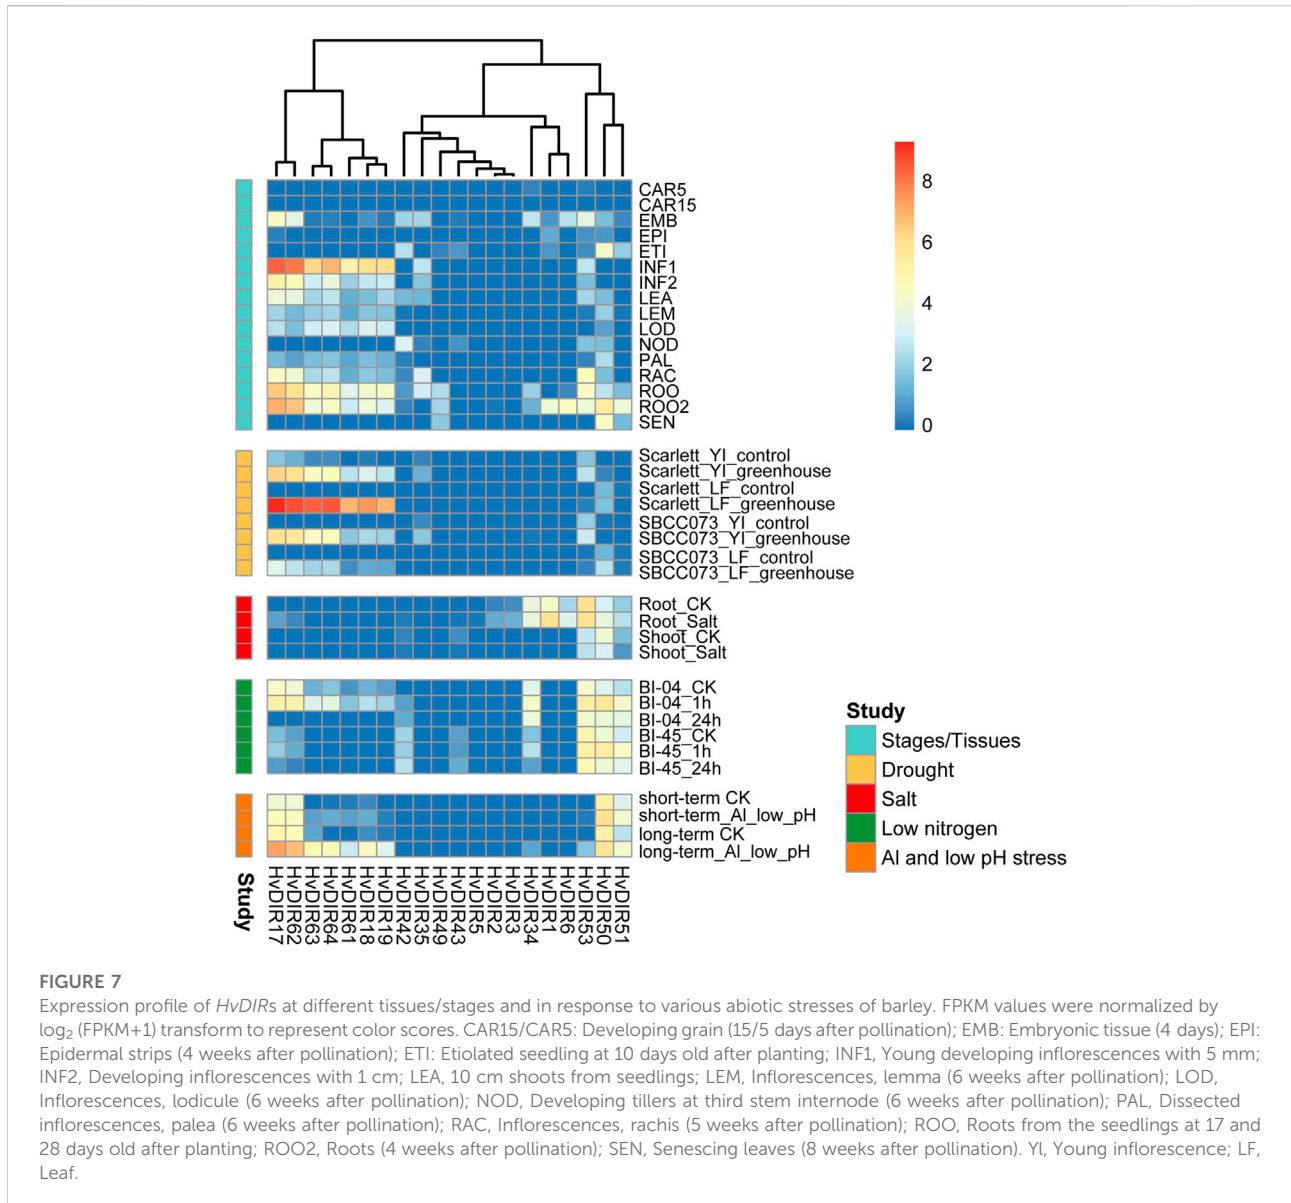 CAR5
CAR15
EMB
EPI
ETI
INF1
INF2
LEA
LEM
LOD
NOD
PAL
RAC
ROO
ROO2
SEN
Scarlett_YI_control
Scarlett_YI_greenhouse
Scarlett_LF_control
Scarlett_LF_greenhouse
SBCC073_YI_control
SBCC073_YI_greenhouse
SBCC073_LF_control
SBCC073_LF_greenhouse
Root_CK
Root_Salt
Shoot_CK
Shoot_Salt
BI-04_CK
BI-04_1h
BI-04_24h
BI-45_CK
BI-45_1h
BI-45_24h
short-term CK
short-term_Al_low_pH
long-term CK
long-term_Al_low_pH
Study
HvDIR17
HvDIR62
HvDIR63
HvDIR64
HvDIR61
HvDIR18
HvDIR19
HvDIR42
HvDIR35
HvDIR49
HvDIR43
HvDIR5
HvDIR2
HvDIR3
HvDIR34
HvDIR1
HvDIR6
HvDIR53
HvDIR50
HvDIR51
8
6
4
2
0
Study
Stages/Tissues
Drought
Salt
Low nitrogen
Al and low pH stress
FIGURE 7
Expression profile of HvDIRs at different tissues/stages and in response to various abiotic stresses of barley. FPKM values were normalized by
log₂ (FPKM+1) transform to represent color scores. CAR15/CAR5: Developing grain (15/5 days after pollination); EMB: Embryonic tissue (4 days); EPI:
Epidermal strips (4 weeks after pollination); ETI: Etiolated seedling at 10 days old after planting; INF1, Young developing inflorescences with 5 mm;
INF2, Developing inflorescences with 1 cm; LEA, 10 cm shoots from seedlings; LEM, Inflorescences, lemma (6 weeks after pollination); LOD,
Inflorescences, lodicule (6 weeks after pollination); NOD, Developing tillers at third stem internode (6 weeks after pollination); PAL, Dissected
inflorescences, palea (6 weeks after pollination); RAC, Inflorescences, rachis (5 weeks after pollination); ROO, Roots from the seedlings at 17 and
28 days old after planting; ROO2, Roots (4 weeks after pollination); SEN, Senescing leaves (8 weeks after pollination). Yl, Young inflorescence; LF,
Leaf.